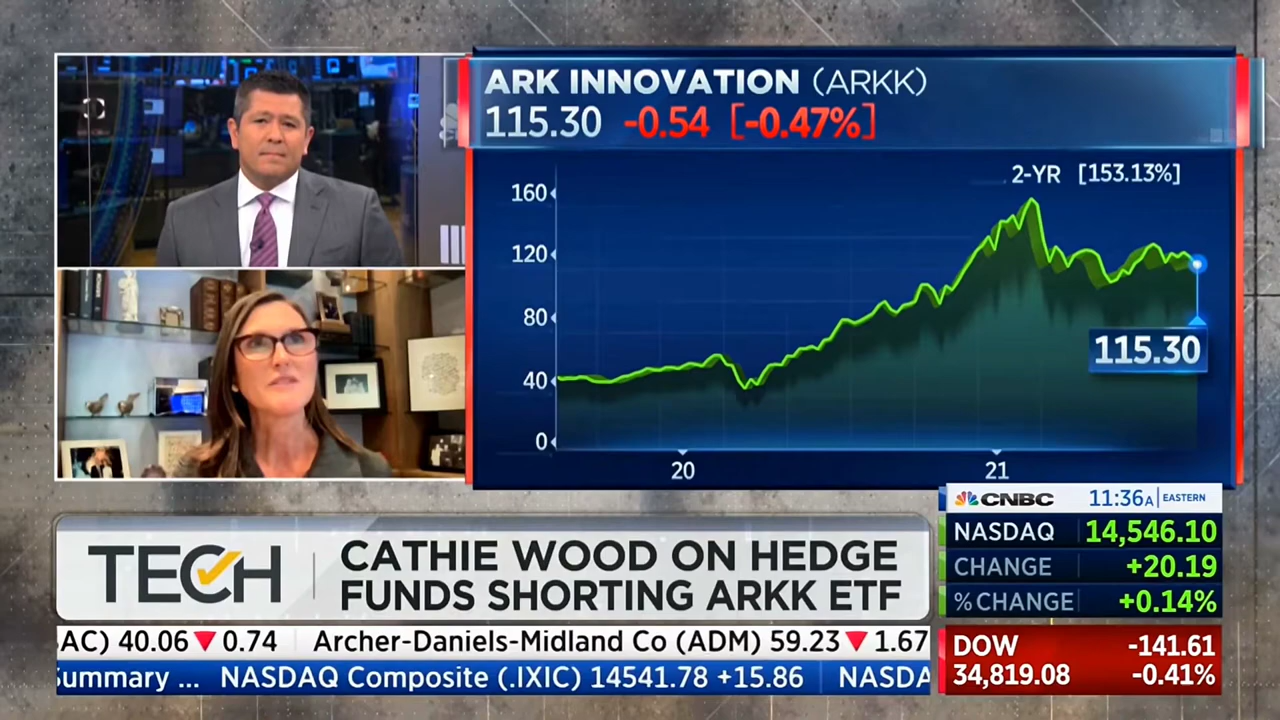 ARK INNOVATION (ARKK)
115.30 -0.54 [-0.47%]
2-YR [153.13%]
160
120
80
40
0
115.30
20 21
CNBC 11:36A EASTERN
NASDAQ 14,546.10
CHANGE +20.19
% CHANGE +0.14%
DOW -141.61
34,819.08 -0.41%
TECH
CATHIE WOOD ON HEDGE
FUNDS SHORTING ARKK ETF
AC) 40.06 ▼ 0.74 Archer-Daniels-Midland Co (ADM) 59.23 ▼ 1.67
ummary ... NASDAQ Composite (.IXIC) 14541.78 +15.86 NASDA